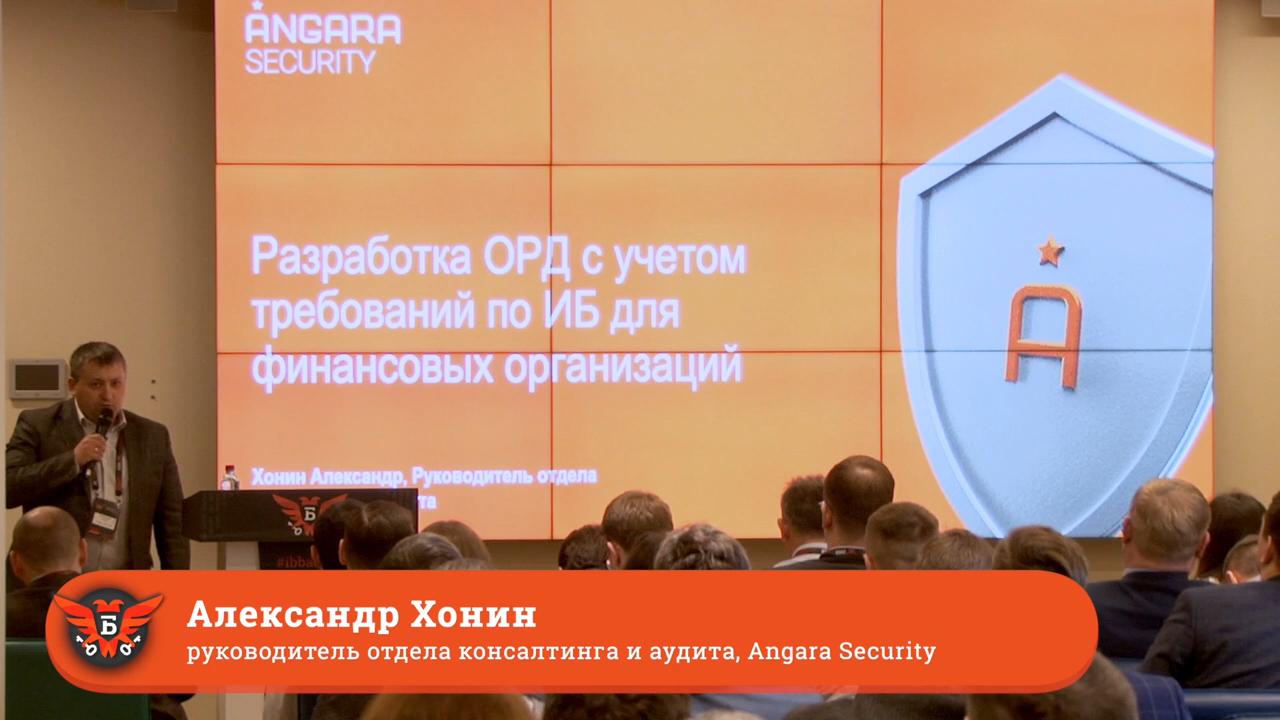 ANGARA
SECURITY
Разработка ОРД с учетом
требований по ИБ для
финансовых организаций
Хонин Александр, Руководитель отдела
Б
Александр Хонин
руководитель отдела консалтинга и аудита, Angara Security
Б